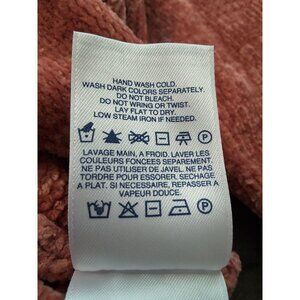 HAND WASH COLD.
WASH DARK COLORS SEPARATELY.
DO NOT BLEACH.
DO NOT WRING OR TWIST.
LAY FLAT TO DRY.
LOW STEAM IRON IF NEEDED.
P
LAVAGE MAIN, A FROID. LAVER LES
COULEURS FONCÉES SEPAREMENT.
NE PAS UTILISER DE JAVEL. NE PAS
TORDRE POUR ESSORER. SECHAGE
A PLAT. SI NECESSAIRE, REPASSER A
VAPEUR DOUCE.
P